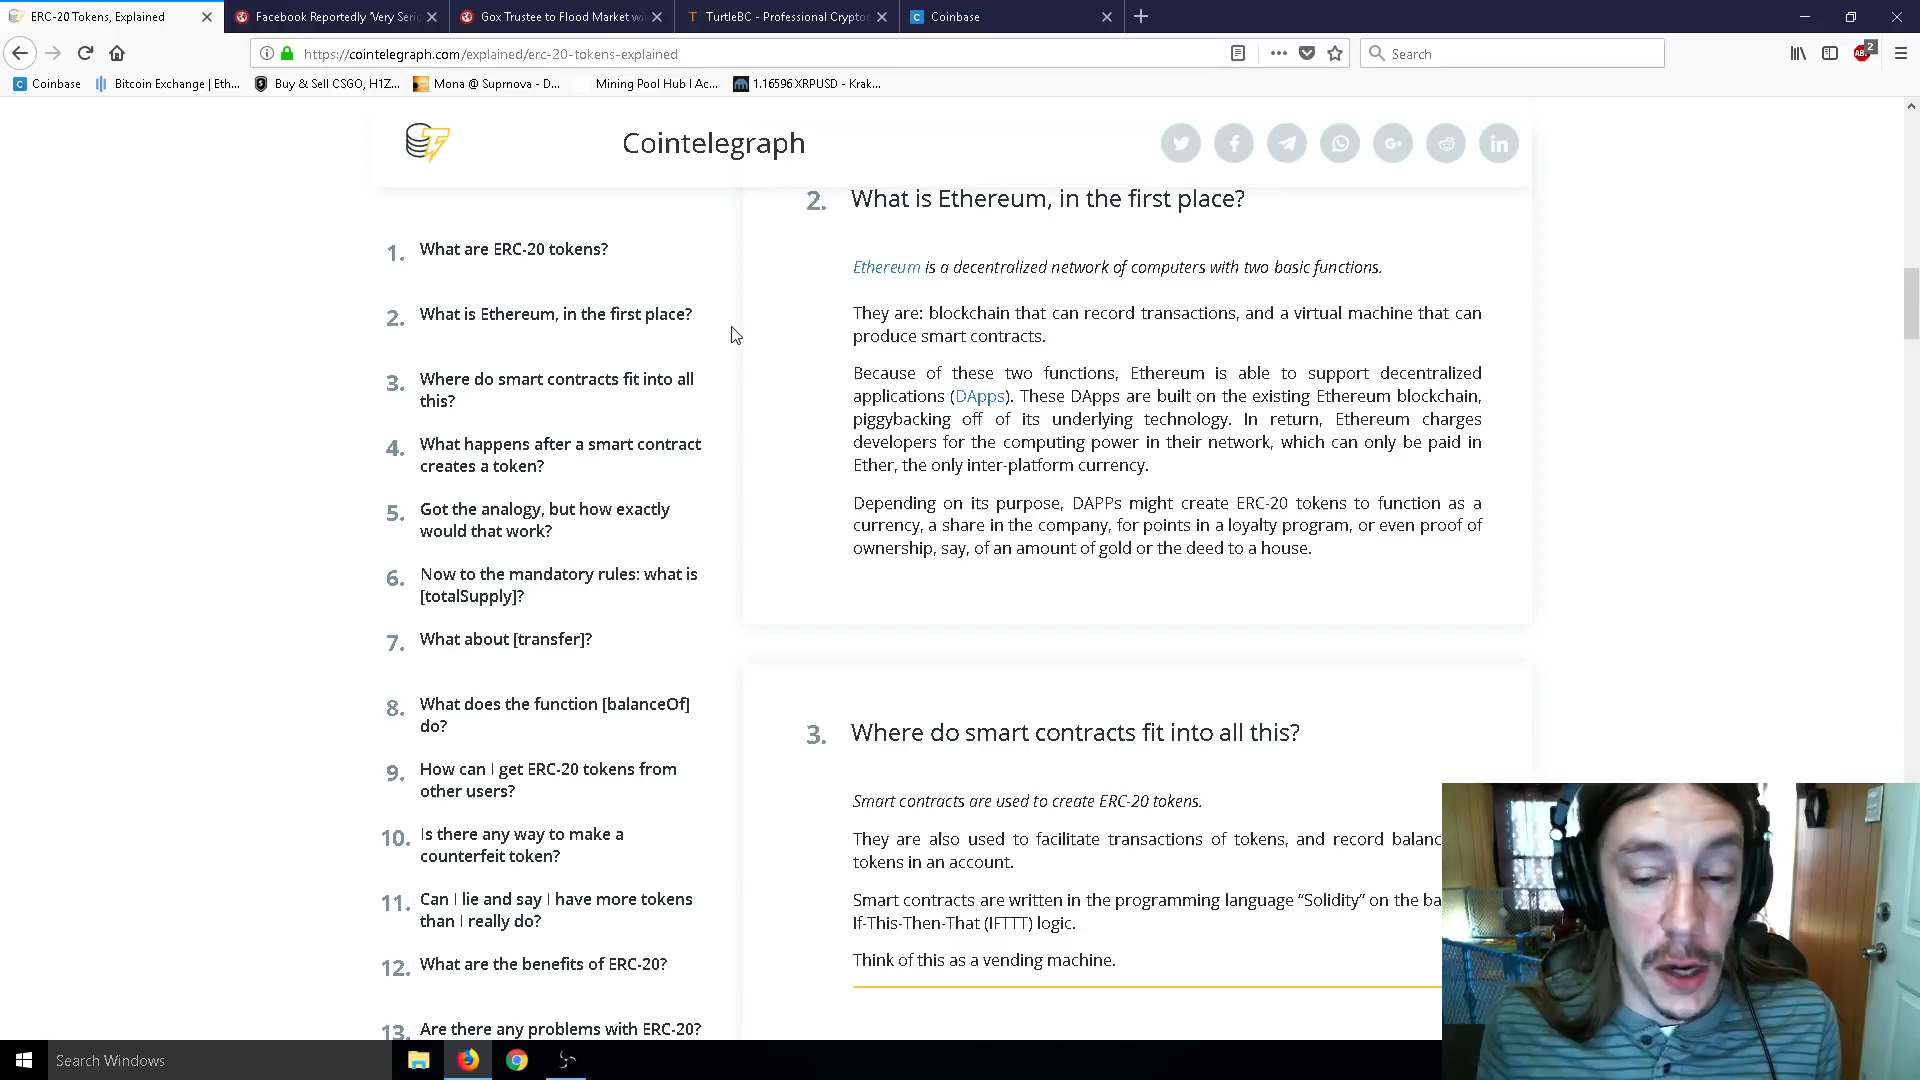 ERC-20 Tokens, Explained
Facebook Reportedly 'Very Seri
Gox Trustee to Flood Market wi
T TurtleBC - Professional Crypto
C Coinbase
https://cointelegraph.com/explained/erc-20-tokens-explained
Search
2
C Coinbase
Bitcoin Exchange | Eth...
Buy & Sell CSGO, H1Z...
Mona @ Suprnova - D...
Mining Pool Hub | Ac...
1.16596 XRPUSD - Krak...
Cointelegraph
1. What are ERC-20 tokens?
2. What is Ethereum, in the first place?
3. Where do smart contracts fit into all
this?
4. What happens after a smart contract
creates a token?
5. Got the analogy, but how exactly
would that work?
6. Now to the mandatory rules: what is
[totalSupply]?
7. What about [transfer]?
8. What does the function [balanceOf]
do?
9. How can I get ERC-20 tokens from
other users?
10. Is there any way to make a
counterfeit token?
11. Can I lie and say I have more tokens
than I really do?
12. What are the benefits of ERC-20?
13. Are there any problems with ERC-20?
2. What is Ethereum, in the first place?
Ethereum is a decentralized network of computers with two basic functions.
They are: blockchain that can record transactions, and a virtual machine that can
produce smart contracts.
Because of these two functions, Ethereum is able to support decentralized
applications (DApps). These DApps are built on the existing Ethereum blockchain,
piggybacking off of its underlying technology. In return, Ethereum charges
developers for the computing power in their network, which can only be paid in
Ether, the only inter-platform currency.
Depending on its purpose, DAPPs might create ERC-20 tokens to function as a
currency, a share in the company, for points in a loyalty program, or even proof of
ownership, say, of an amount of gold or the deed to a house.
3. Where do smart contracts fit into all this?
Smart contracts are used to create ERC-20 tokens.
They are also used to facilitate transactions of tokens, and record balanc
tokens in an account.
Smart contracts are written in the programming language “Solidity” on the ba
If-This-Then-That (IFTTT) logic.
Think of this as a vending machine.
Search Windows